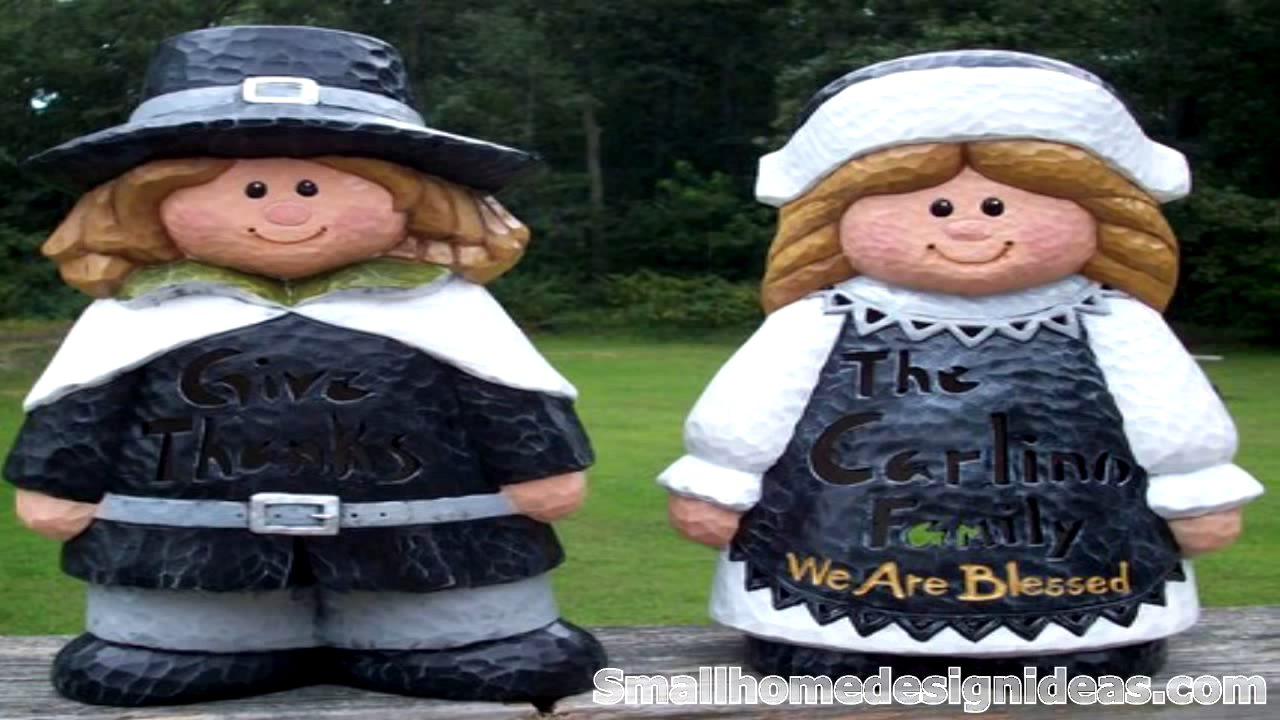 Give
Thanks
The
Carlino
Family
We Are Blessed
Smallhomedesignideas.com